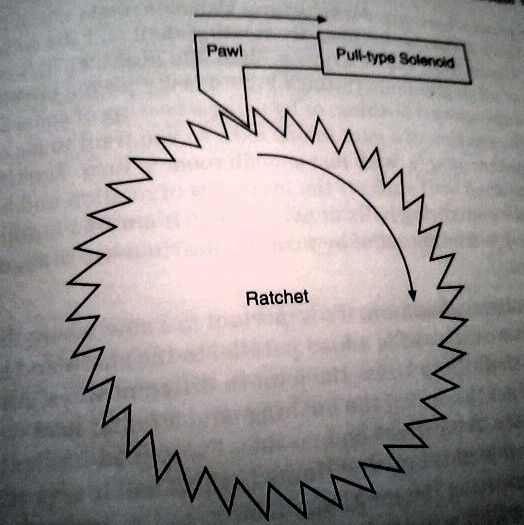 Pawl
Pull-type Solenoid
Ratchet